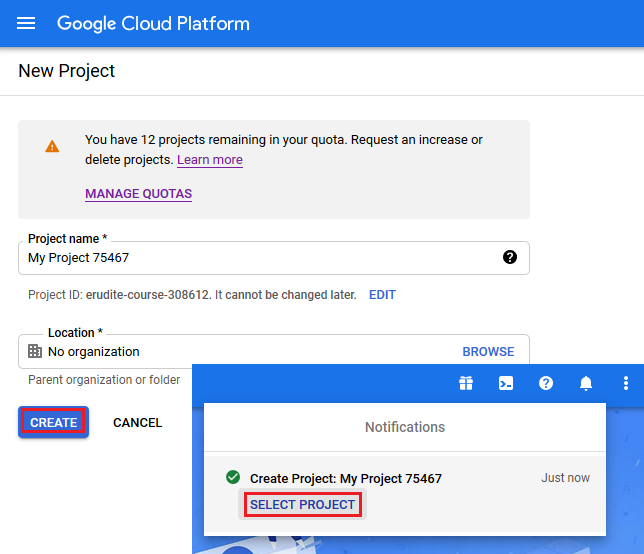 Google Cloud Platform
New Project
You have 12 projects remaining in your quota. Request an increase or
delete projects. Learn more
MANAGE QUOTAS
Project name *
My Project 75467
Project ID: erudite-course-308612. It cannot be changed later. EDIT
Location *
No organization BROWSE
Parent organization or folder
CREATE CANCEL
Notifications
Create Project: My Project 75467 Just now
SELECT PROJECT